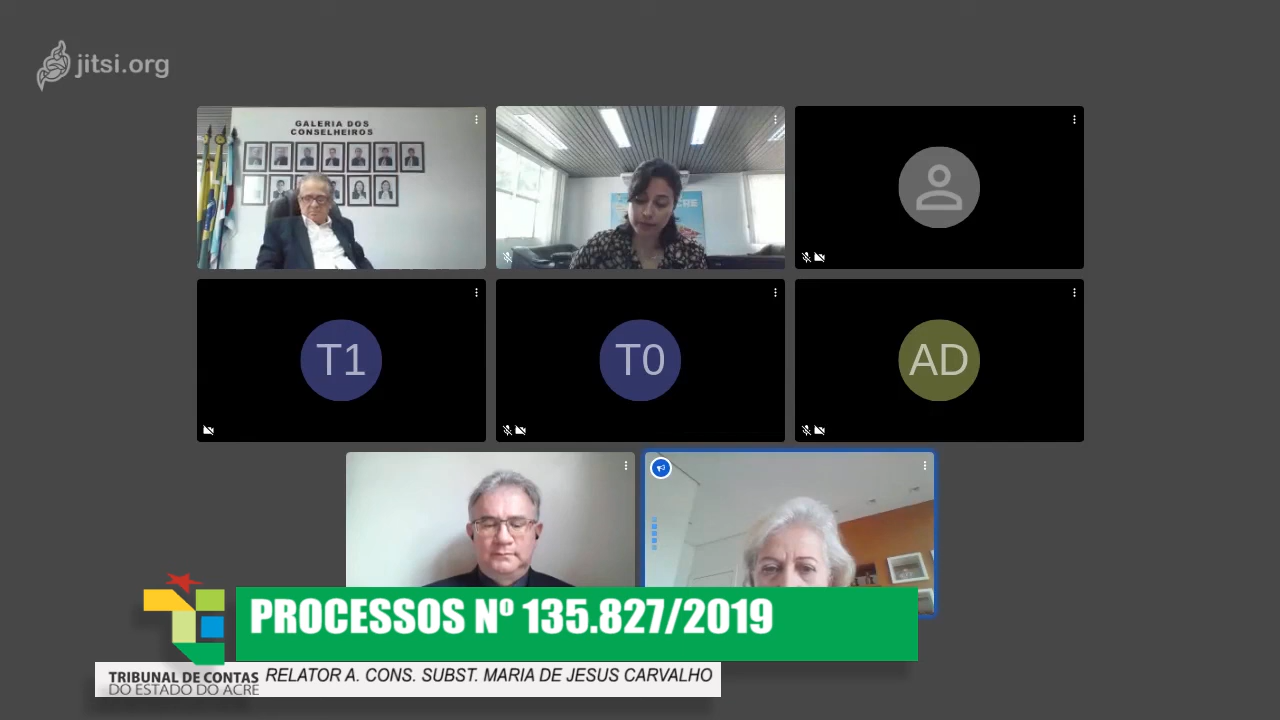 jitsi.org
GALERIA DOS
CONSELHEIROS
CRE
T1
T0
AD
PROCESSOS Nº 135.827/2019
TRIBUNAL DE CONTAS
DO ESTADO DO ACRE
RELATOR A. CONS. SUBST. MARIA DE JESUS CARVALHO